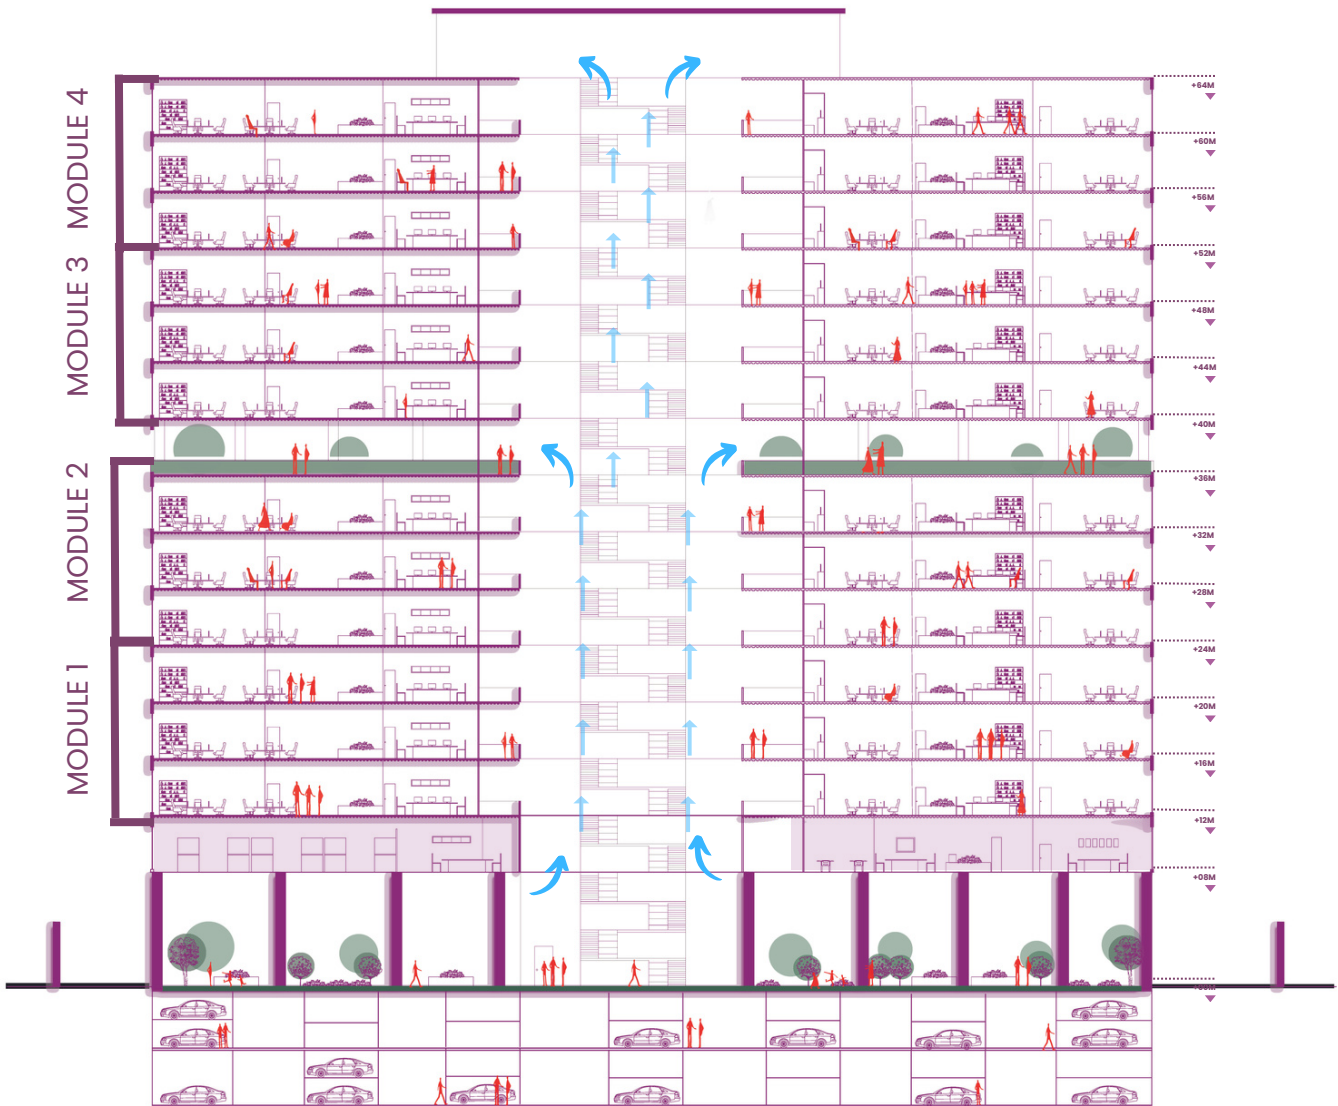 MODULE 4
MODULE 3
MODULE 2
MODULE 1
+64M
+60M
+56M
+52M
+48M
+44M
+40M
+36M
+32M
+28M
+24M
+20M
+16M
+12M
+08M